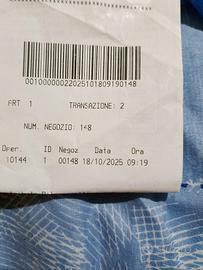 00100000022025101809190148
ART 1 TRANSAZIONE: 2
NUM. NEGOZIO: 148
Oper. ID Negoz Data Ora
10144 1 00148 18/10/2025 09:19